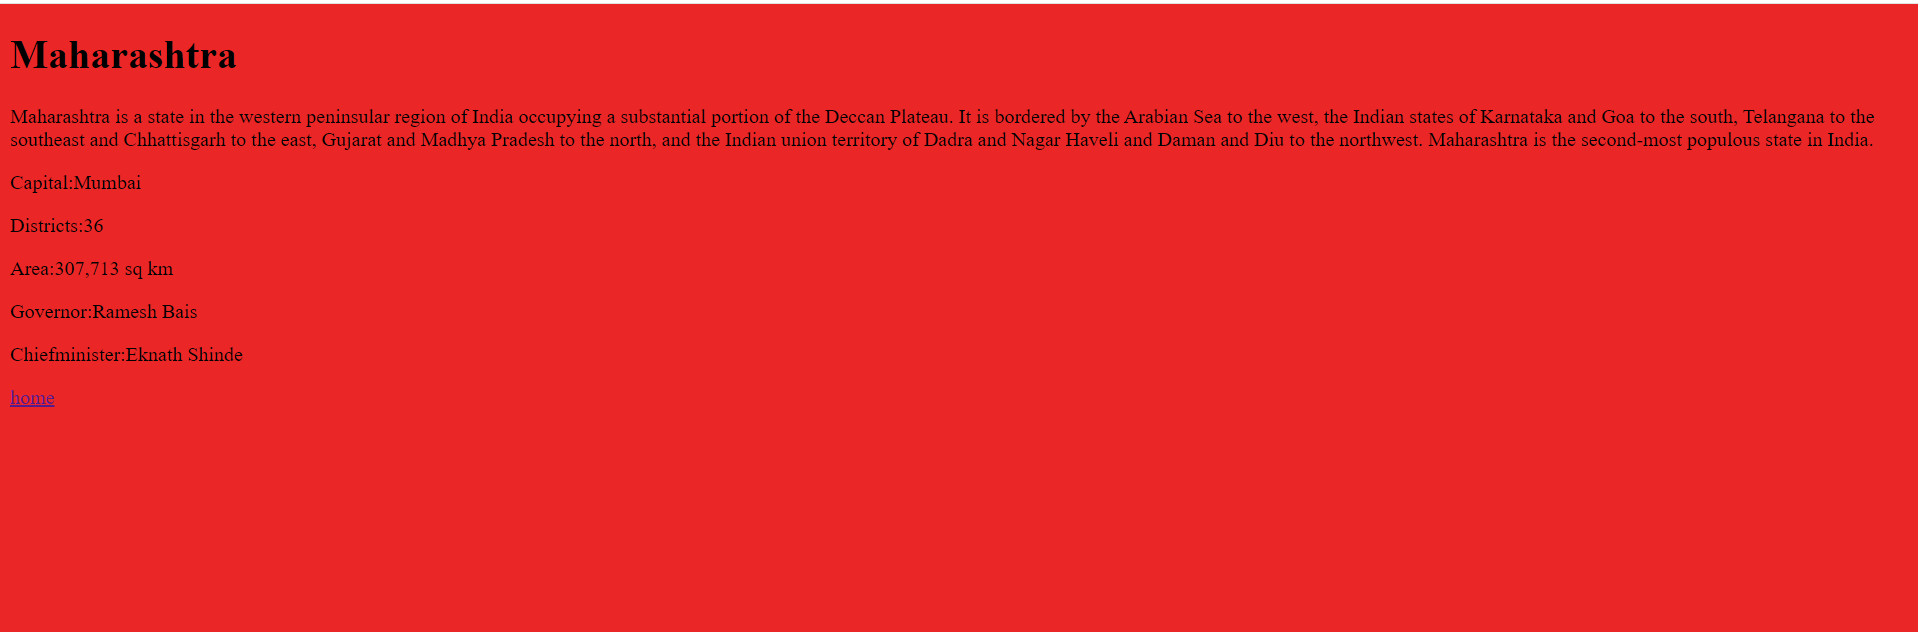 Maharashtra
Maharashtra is a state in the western peninsular region of India occupying a substantial portion of the Deccan Plateau. It is bordered by the Arabian Sea to the west, the Indian states of Karnataka and Goa to the south, Telangana to the
southeast and Chhattisgarh to the east, Gujarat and Madhya Pradesh to the north, and the Indian union territory of Dadra and Nagar Haveli and Daman and Diu to the northwest. Maharashtra is the second-most populous state in India.
Capital:Mumbai
Districts:36
Area:307,713 sq km
Governor:Ramesh Bais
Chiefminister:Eknath Shinde
home